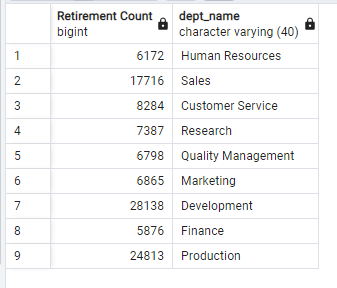 Retirement Count dept_name
bigint character varying (40)
1 6172 Human Resources
2 17716 Sales
3 8284 Customer Service
4 7387 Research
5 6798 Quality Management
6 6865 Marketing
7 28138 Development
8 5876 Finance
9 24813 Production